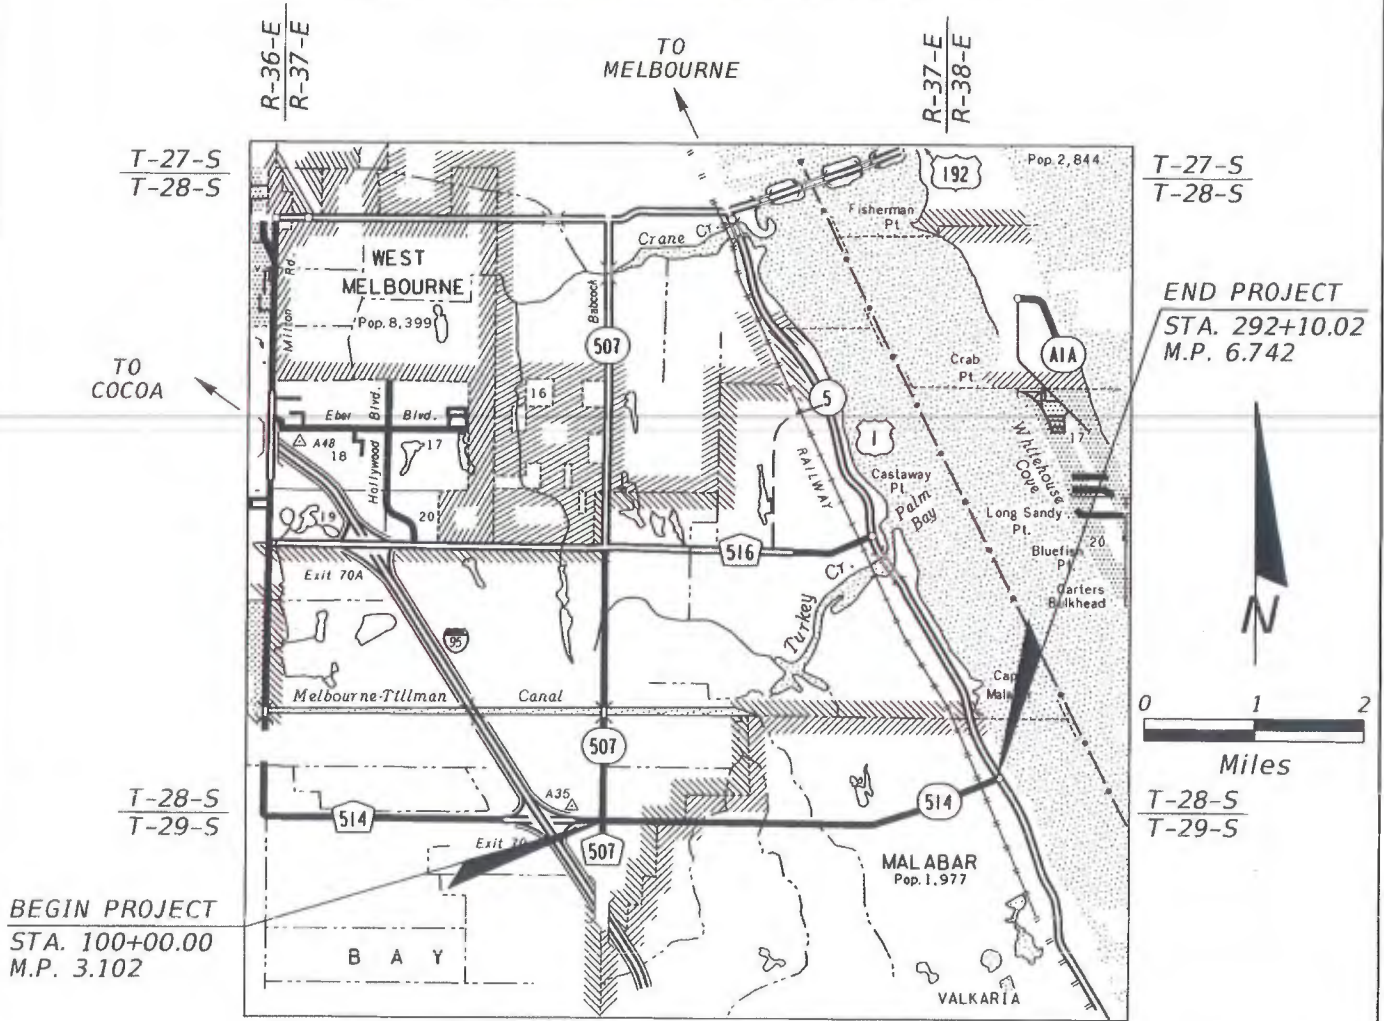 R-36-E
R-37-E
TO
MELBOURNE
R-37-E
R-38-E
T-27-S
T-28-S
T-27-S
T-28-S
192
Pop. 2,844
Fisherman
Pt.
Crane Cr.
WEST
MELBOURNE
Pop. 8,399
Milton Rd
Babcock
507
END PROJECT
STA. 292+10.02
M.P. 6.742
A1A
Crab
Pt.
TO
COCOA
16
5
1
Eber Blvd.
Hollywood Blvd.
A48
18
17
RAILWAY
Castaway
Pt.
Palm
Bay
Whitehouse
Cove
17
Long Sandy
Pt.
19
20
20
516
Bluefish
Pt.
Exit 70A
Cr.
Turkey
Carters
Bulkhead
95
N
Melbourne-Tillman Canal
Cape
0 1 2
Miles
507
T-28-S
T-29-S
A35
514
514
T-28-S
T-29-S
Exit 70
507
MALABAR
Pop. 1,977
BEGIN PROJECT
STA. 100+00.00
M.P. 3.102
BAY
VALKARIA